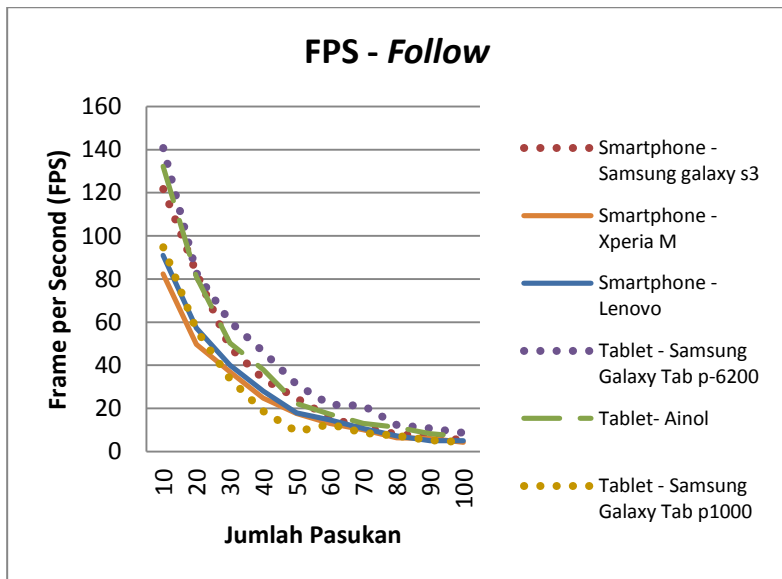 FPS - Follow
Frame per Second (FPS)
160
140
120
100
80
60
40
20
0
10
20
30
40
50
60
70
80
90
100
Jumlah Pasukan
Smartphone -
Samsung galaxy s3
Smartphone -
Xperia M
Smartphone -
Lenovo
Tablet - Samsung
Galaxy Tab p-6200
Tablet- Ainol
Tablet - Samsung
Galaxy Tab p1000